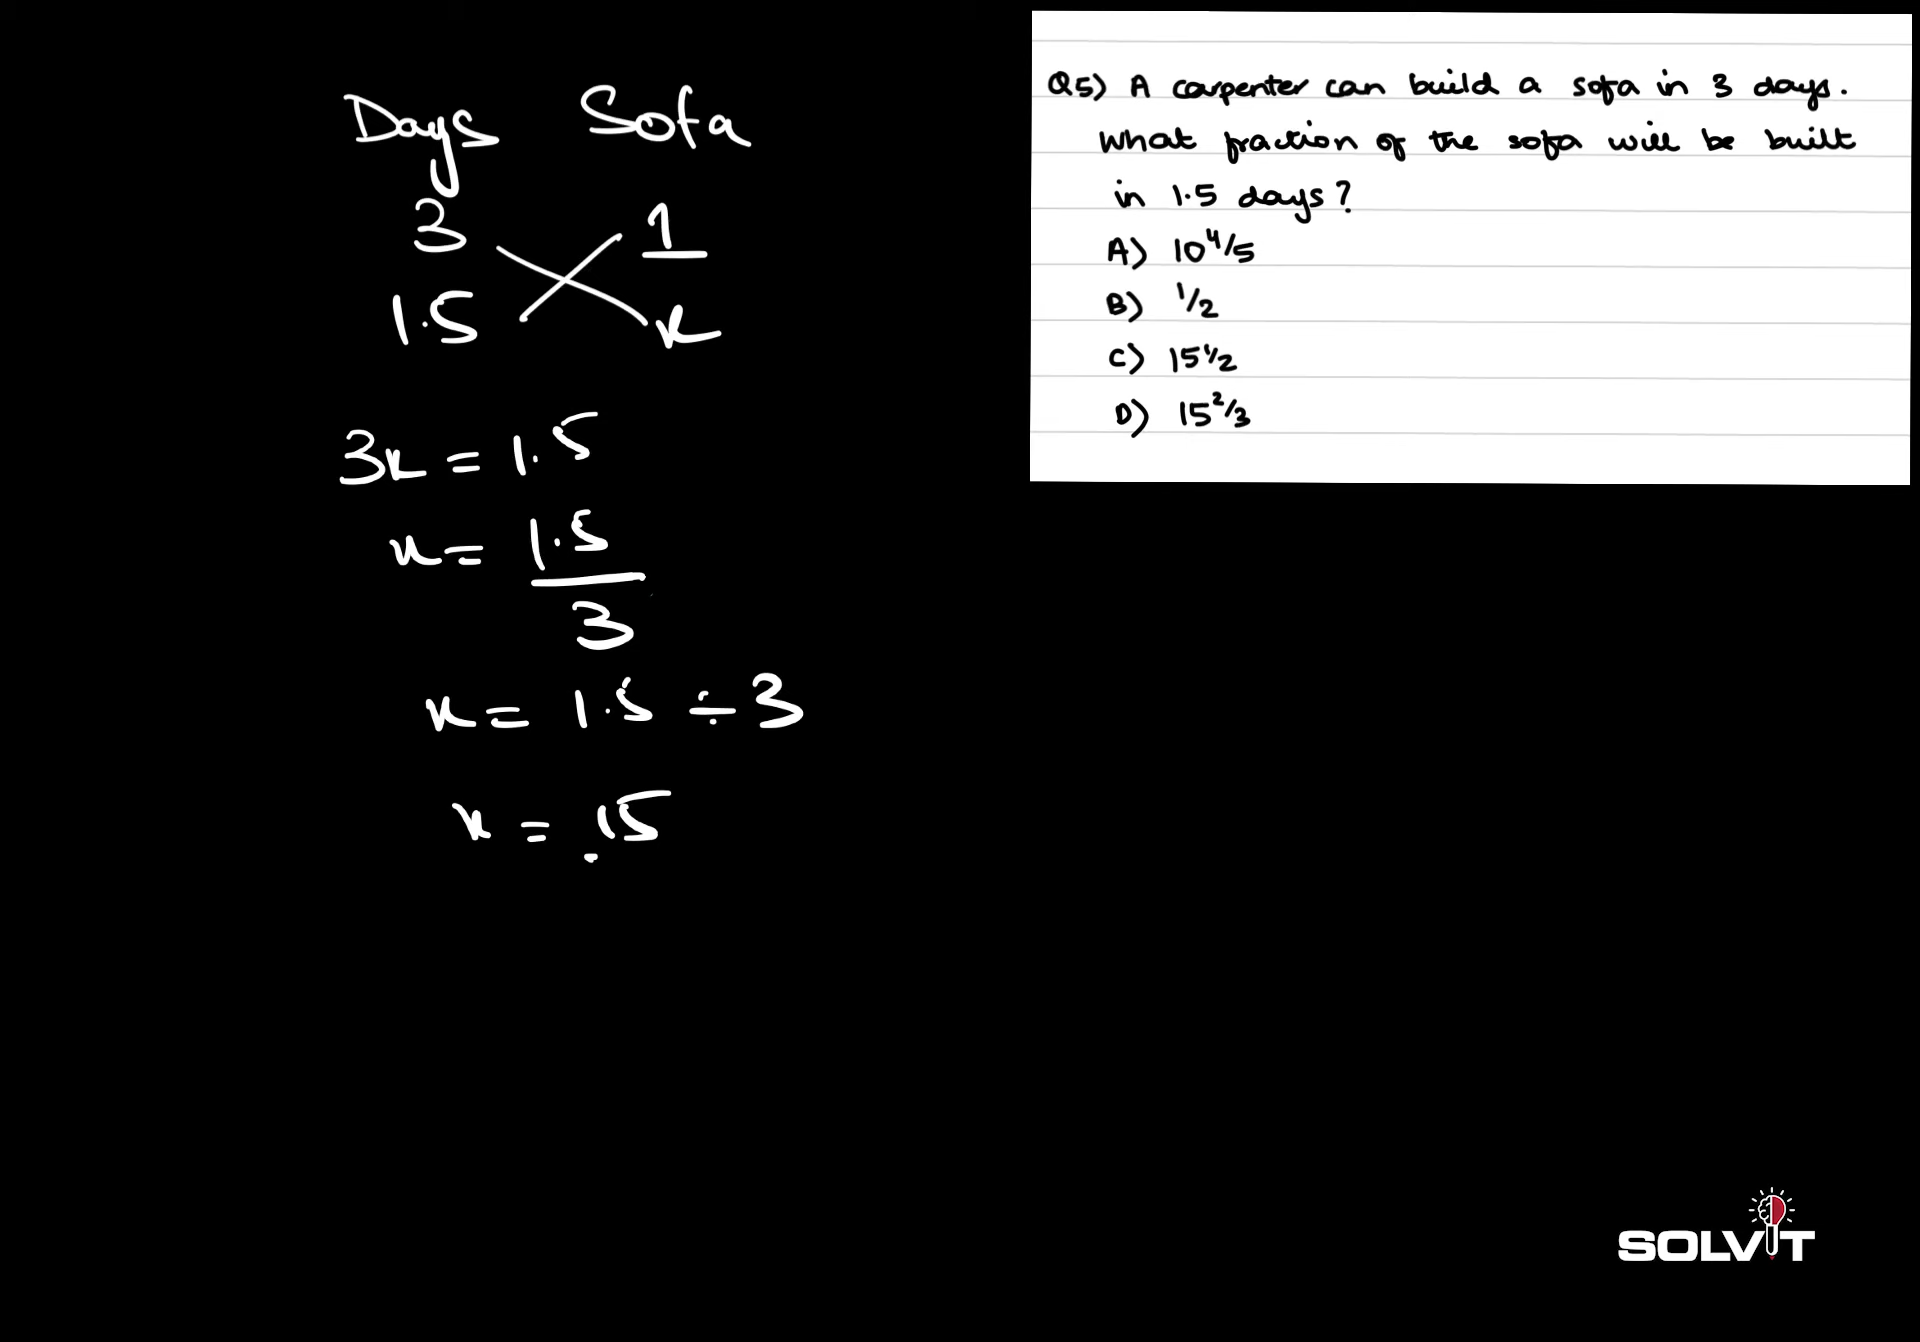 Days Sofa
3 1
1.5 x
3x = 1.5
x = 1.5
3
x = 1.5 ÷ 3
x = 15
.
Q5) A carpenter can build a sofa in 3 days.
What fraction of the sofa will be built
in 1.5 days?
A) 10 4/5
B) 1/2
C) 15 1/2
D) 15 2/3
SOLVIT